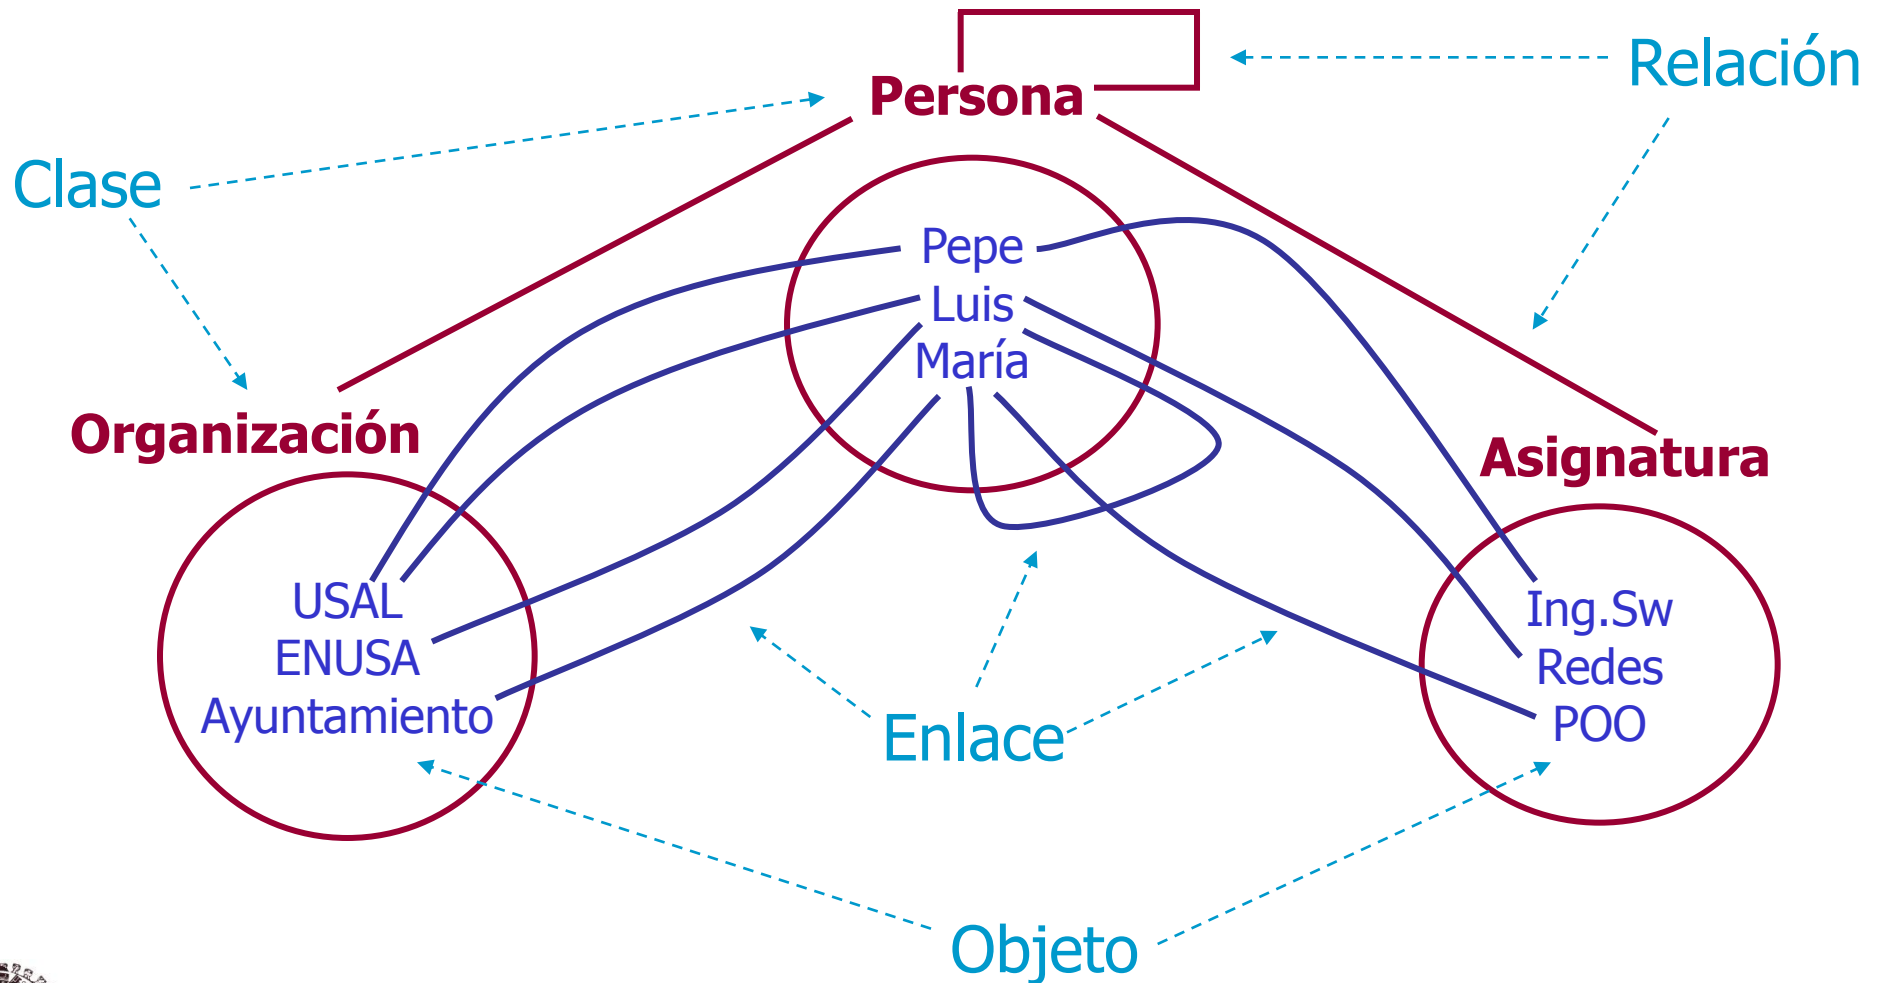 Relación
Persona
Clase
Pepe
Luis
María
Organización
Asignatura
USAL
ENUSA
Ayuntamiento
Ing.Sw
Redes
POO
Enlace
Objeto